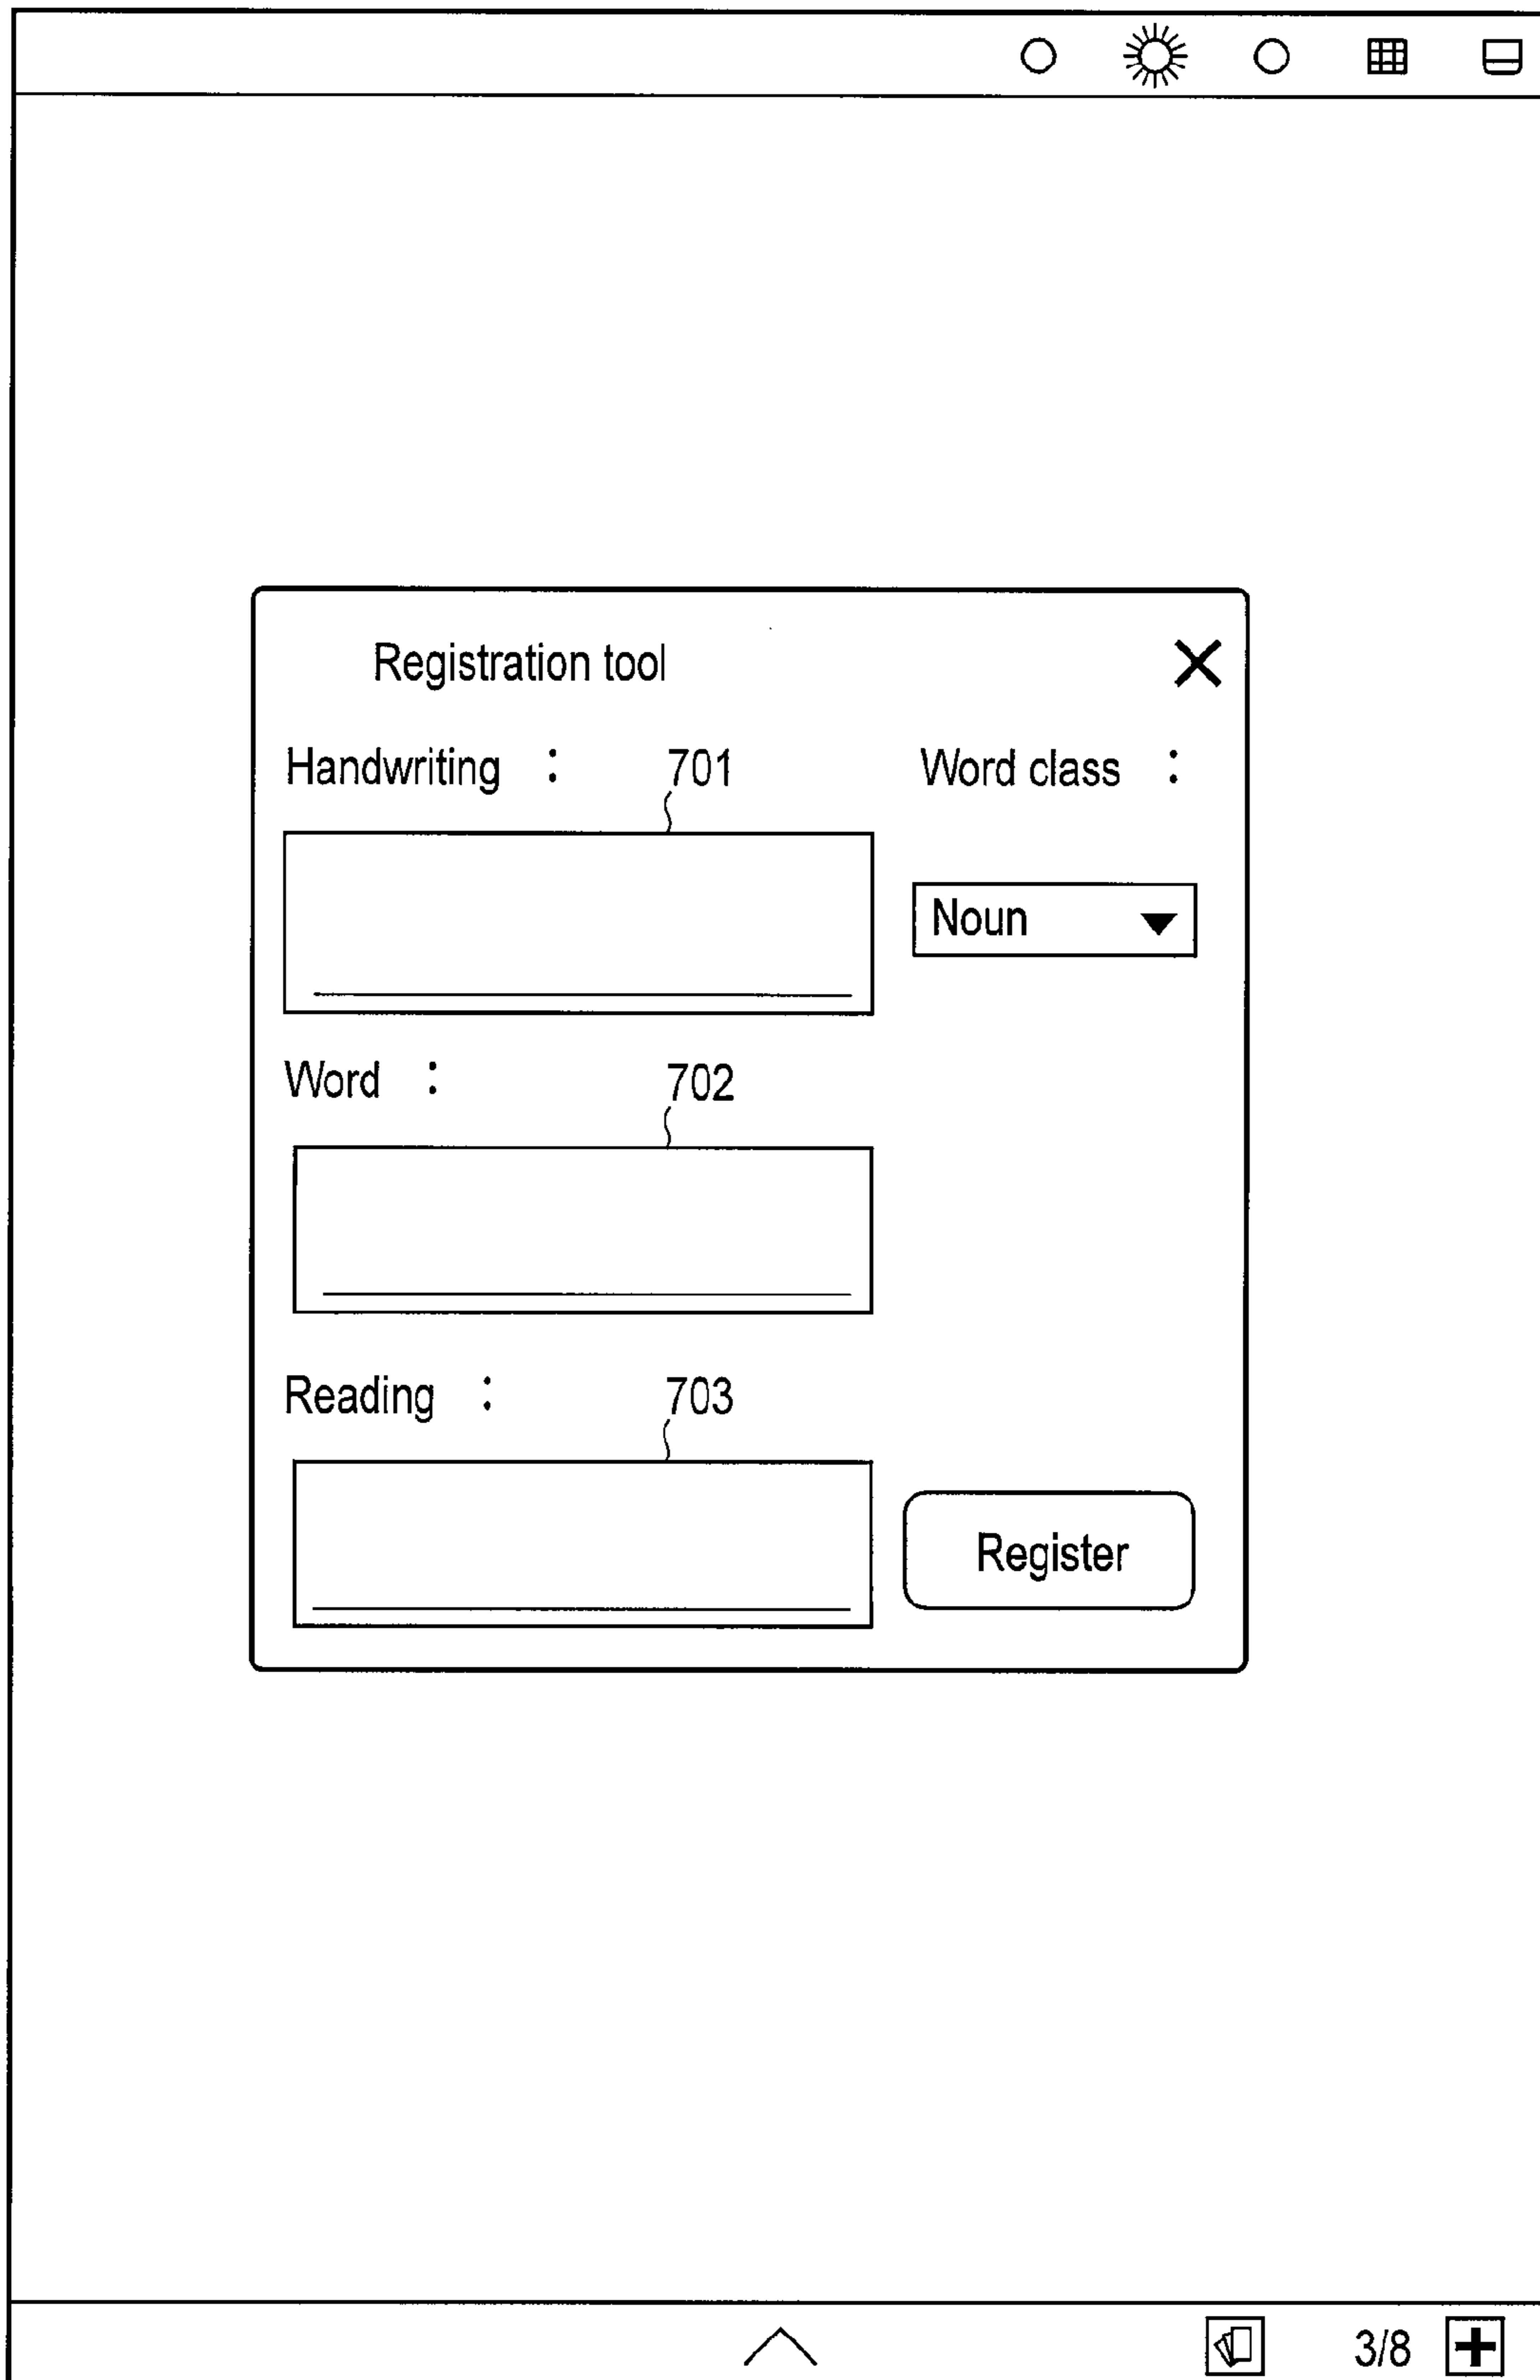 Registration tool
Handwriting : 701 Word class :
Noun
Word : 702
Reading : 703
Register
3/8